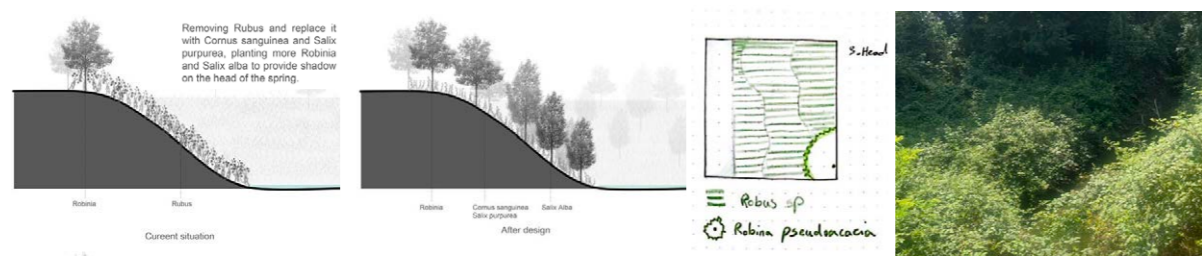 Removing Rubus and replace it
with Cornus sanguinea and Salix
purpurea, planting more Robinia
and Salix alba to provide shadow
on the head of the spring.
Robinia
Rubus
Cureent situation
Robinia
Cornus sanguinea
Salix purpurea
Salix Alba
After design
S.Head
Robus sp
Robina pseudoacacia